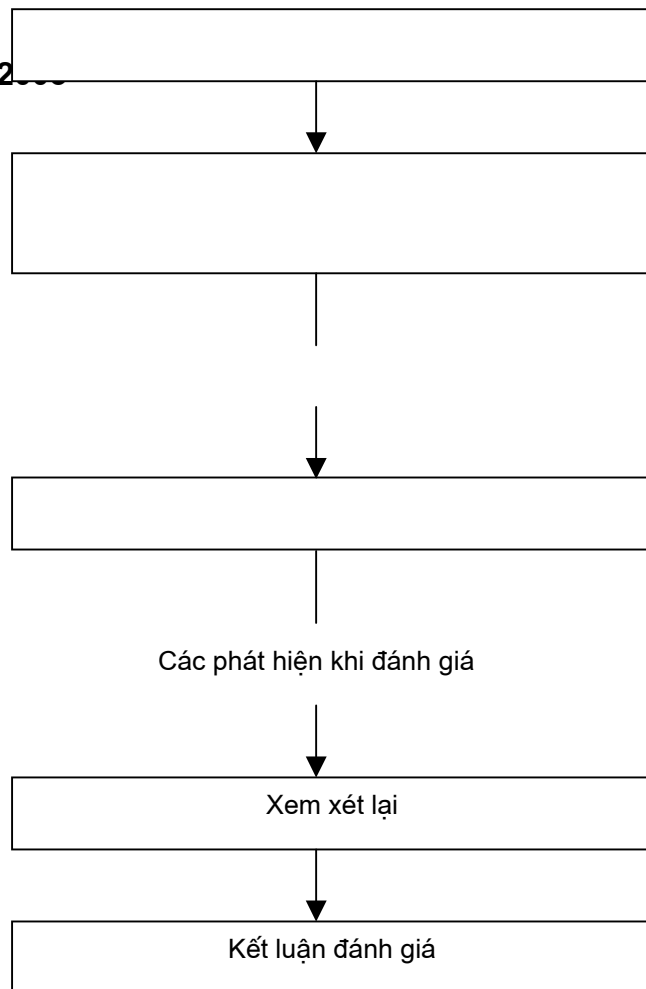 Các phát hiện khi đánh giá
Xem xét lại
Kết luận đánh giá